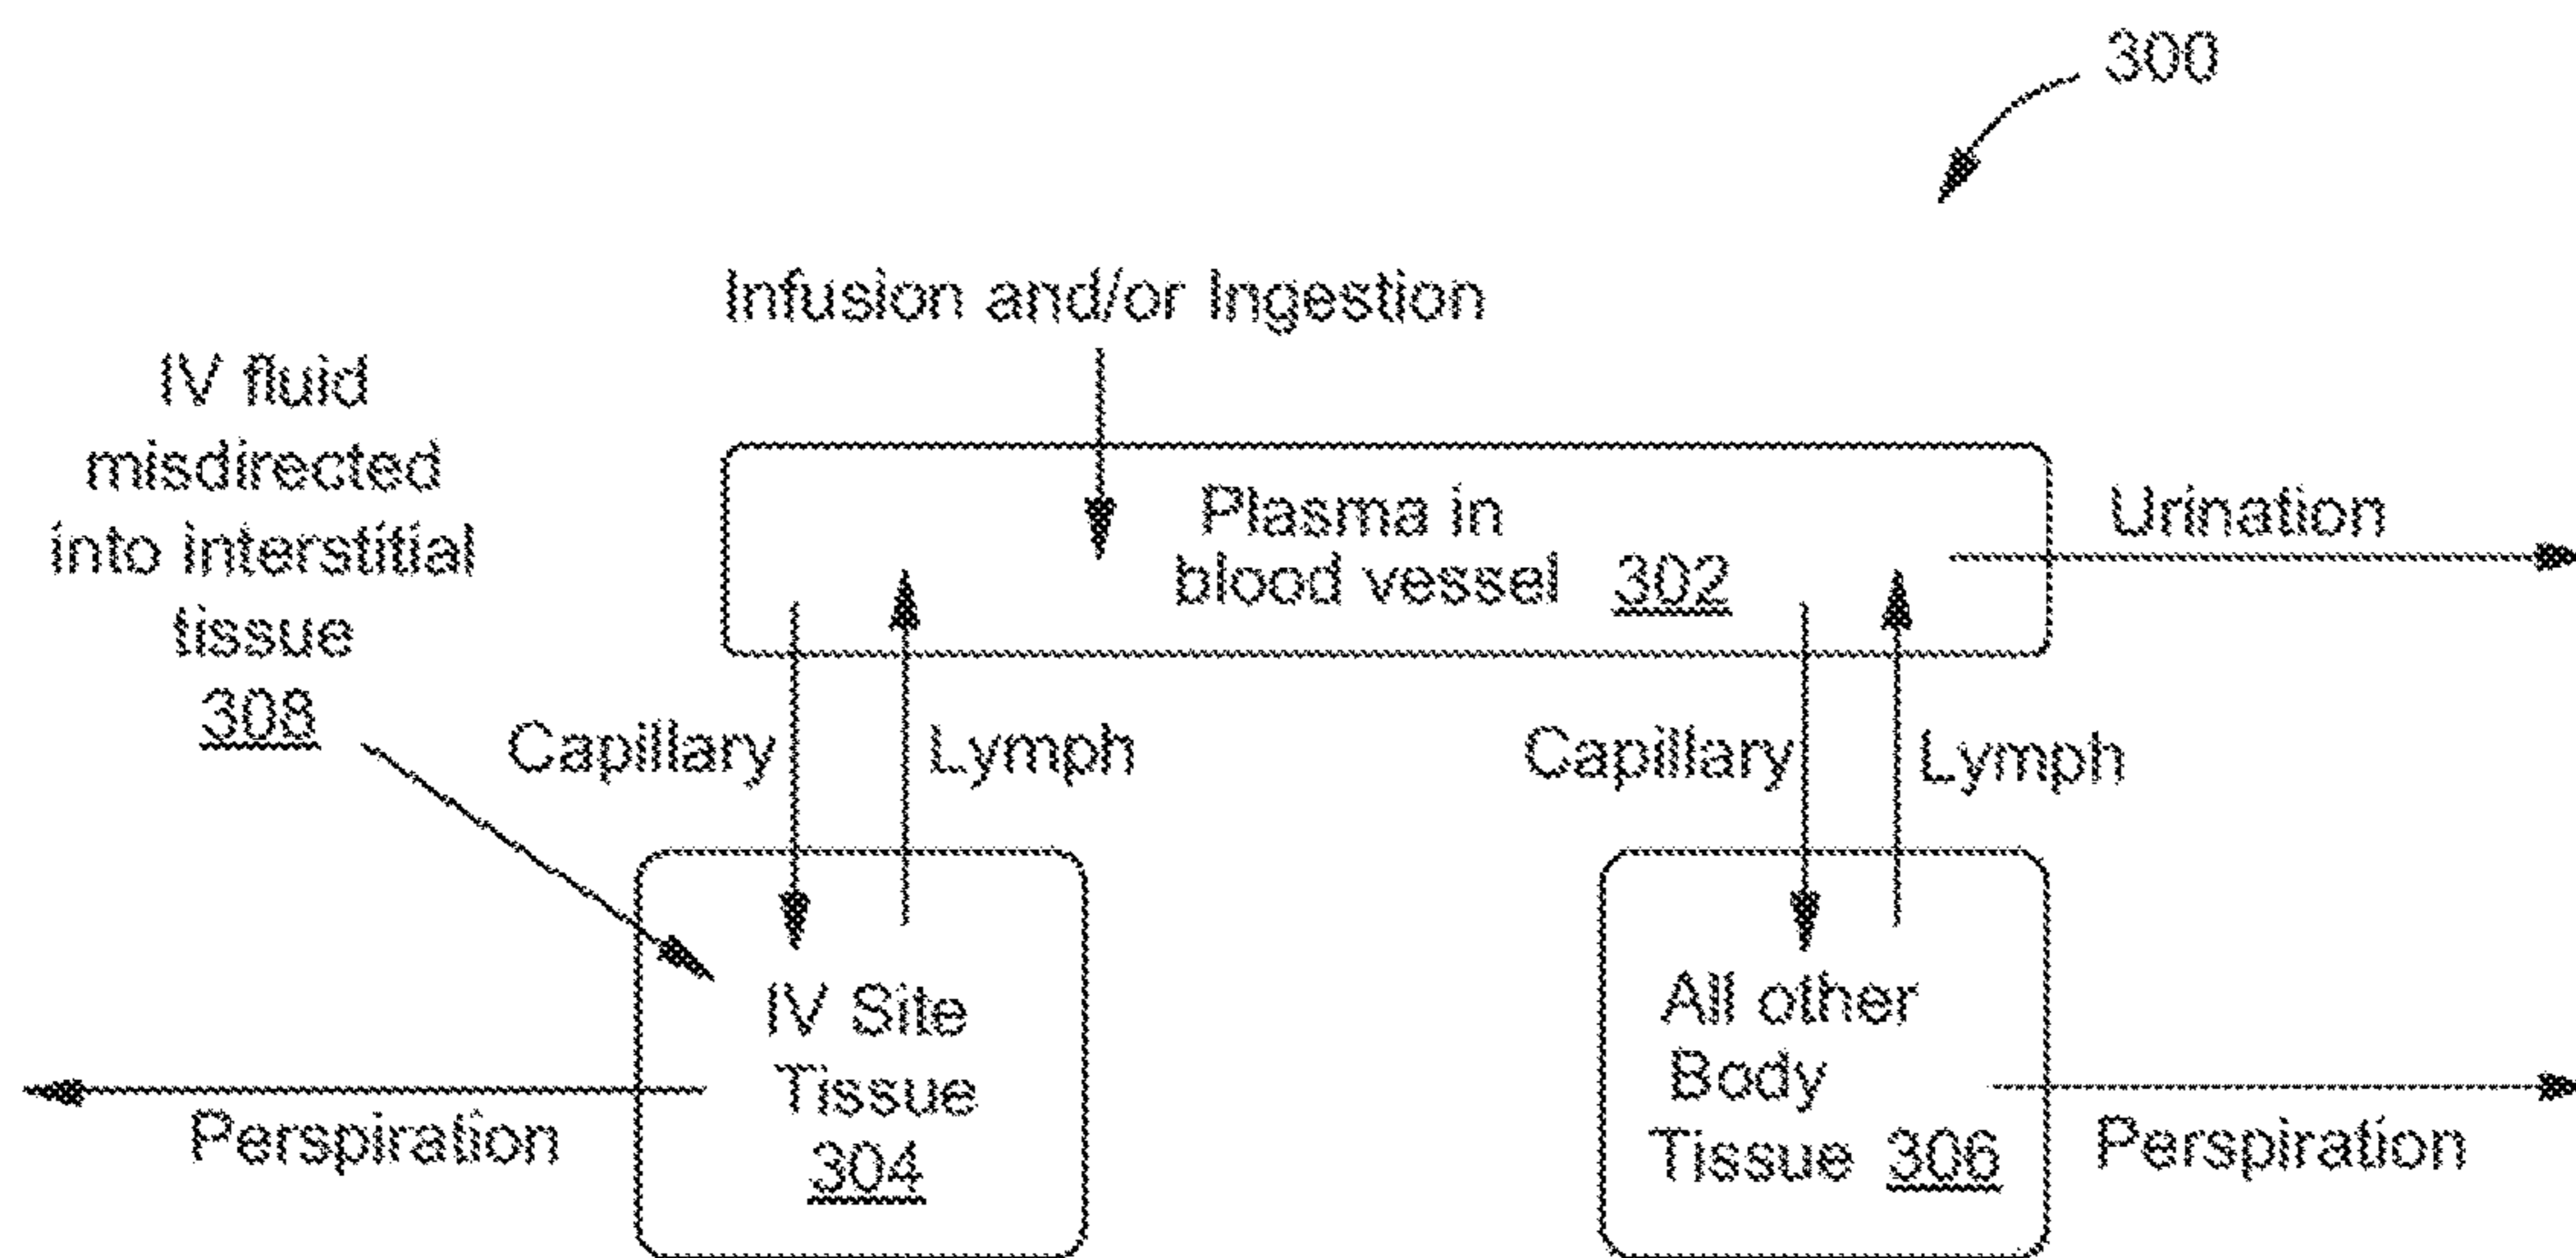 300
Infusion and/or Ingestion
IV fluid
misdirected
into interstitial
tissue
308
Plasma in
blood vessel 302
Urination
Capillary
Lymph
Capillary
Lymph
IV Site
Tissue
304
Perspiration
All other
Body
Tissue 306
Perspiration